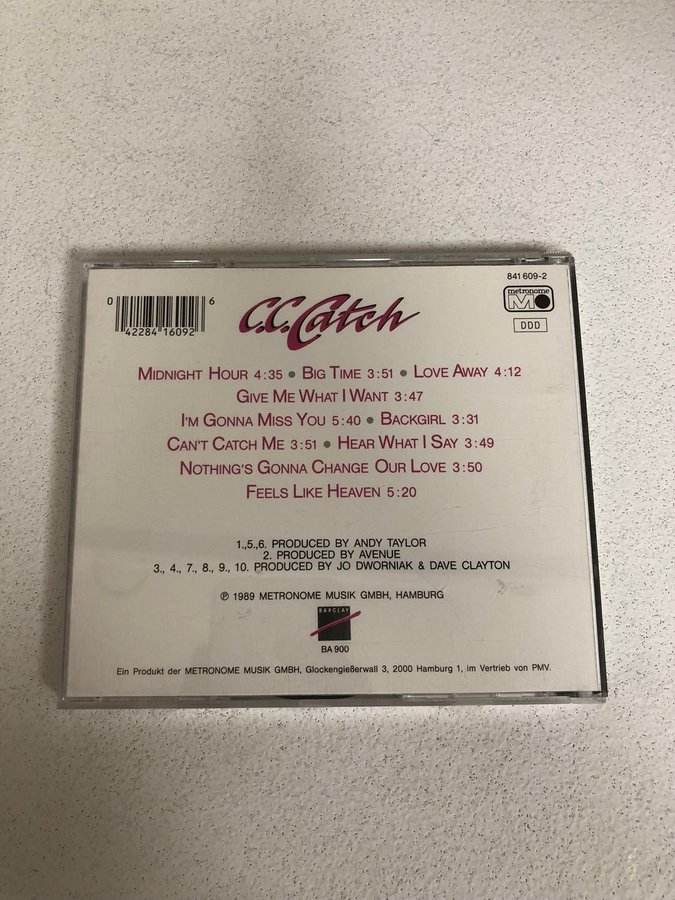 841 609-2
metronome
M
DDD
0 42284 16092 6
C.C. Catch
MIDNIGHT HOUR 4:35 • BIG TIME 3:51 • LOVE AWAY 4:12
GIVE ME WHAT I WANT 3:47
I'M GONNA MISS YOU 5:40 • BACKGIRL 3:31
CAN'T CATCH ME 3:51 • HEAR WHAT I SAY 3:49
NOTHING'S GONNA CHANGE OUR LOVE 3:50
FEELS LIKE HEAVEN 5:20
1.,5.,6. PRODUCED BY ANDY TAYLOR
2. PRODUCED BY AVENUE
3., 4., 7., 8., 9., 10. PRODUCED BY JO DWORNIAK & DAVE CLAYTON
℗ 1989 METRONOME MUSIK GMBH, HAMBURG
BARCLAY
BA 900
Ein Produkt der METRONOME MUSIK GMBH, Glockengießerwall 3, 2000 Hamburg 1, im Vertrieb von PMV.